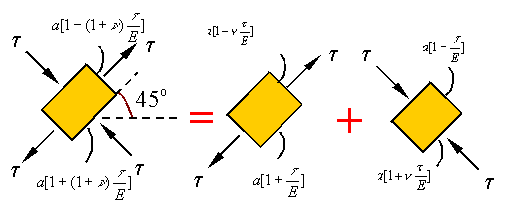 a[1 − (1 + ν) τ/E]
τ τ
45°
τ τ
a[1 + (1 + ν) τ/E]
=
a[1 − ν τ/E]
τ
τ
a[1 + τ/E]
+
τ
a[1 − τ/E]
a[1 + ν τ/E]
τ